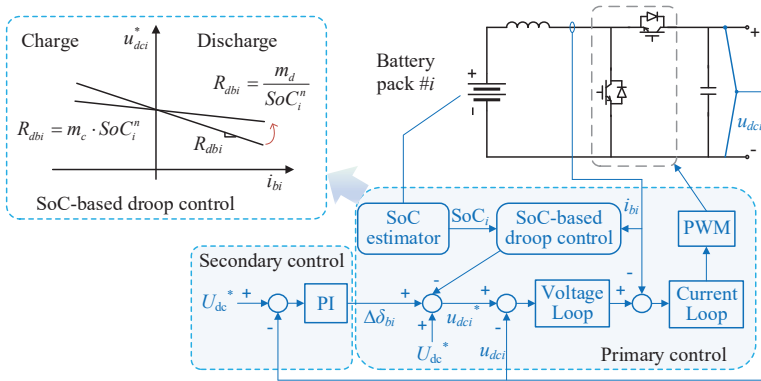 Charge
u*dci
Discharge
Rdbi = md / SoCi^n
Rdbi = mc · SoCi^n
Rdbi
ibi
SoC-based droop control
Battery
pack #i
+
-
+
-
udci
SoC
estimator
SoCi
SoC-based
droop control
ibi
PWM
Secondary control
Udc*
+
-
PI
Δδbi
+
-
+
Udc*
udci*
+
-
udci
Voltage
Loop
+
-
Current
Loop
Primary control